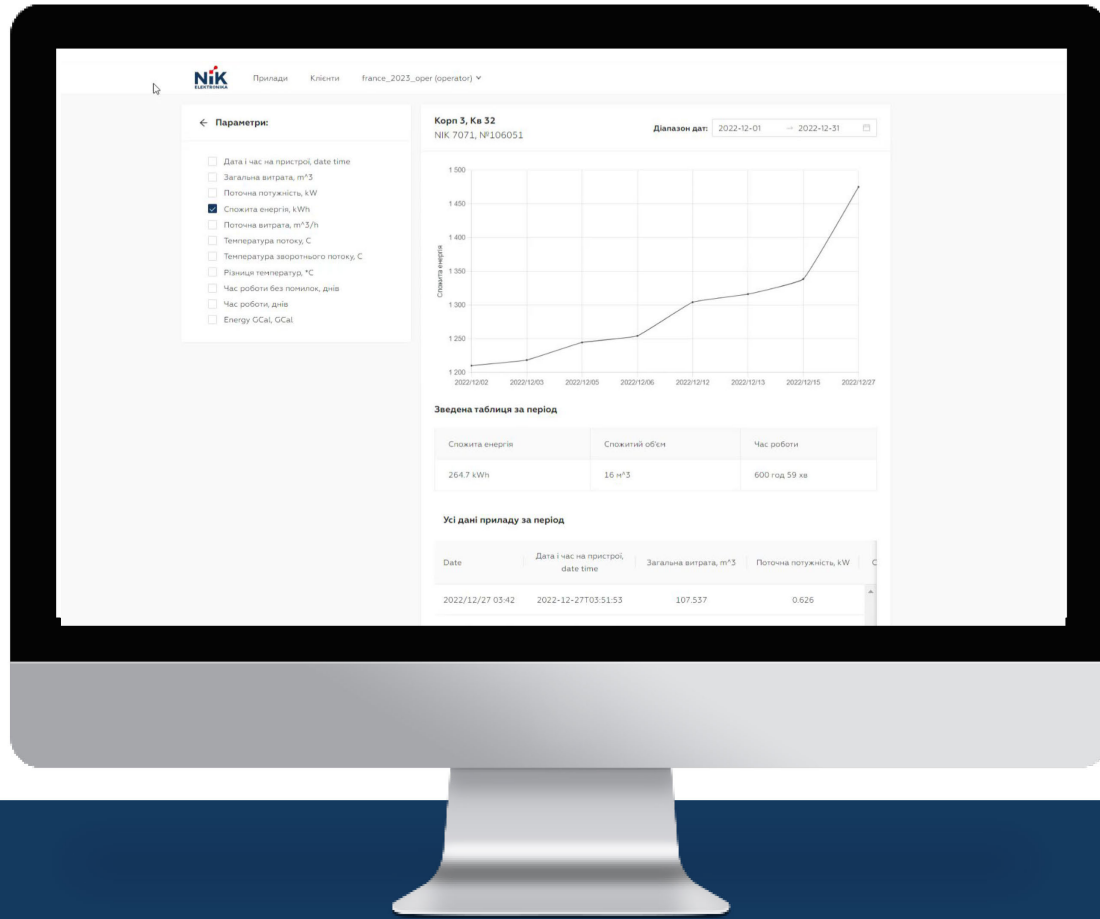 NiK
ELEKTRONIKA
Прилади Клієнти france_2023_oper (operator)
Параметри:
Дата і час на пристрої, date time
Загальна витрата, m^3
Поточна потужність, kW
Спожита енергія, kWh
Поточна витрата, m^3/h
Температура потоку, C
Температура зворотнього потоку, C
Різниця температур, °C
Час роботи без помилок, днів
Час роботи, днів
Energy GCal, GCal
Корп 3, Кв 32
NIK 7071, №106051
Діапазон дат: 2022-12-01 → 2022-12-31
1 500
1 450
1 400
1 350
1 300
1 250
1 200
Спожита енергія
2022/12/02 2022/12/03 2022/12/05 2022/12/06 2022/12/12 2022/12/13 2022/12/15 2022/12/27
Зведена таблиця за період
Спожита енергія Спожитий об'єм Час роботи
264.7 kWh 16 м^3 600 год 59 хв
Усі дані приладу за період
Date Дата і час на пристрої, date time Загальна витрата, m^3 Поточна потужність, kW С
2022/12/27 03:42 2022-12-27T03:51:53 107.537 0.626